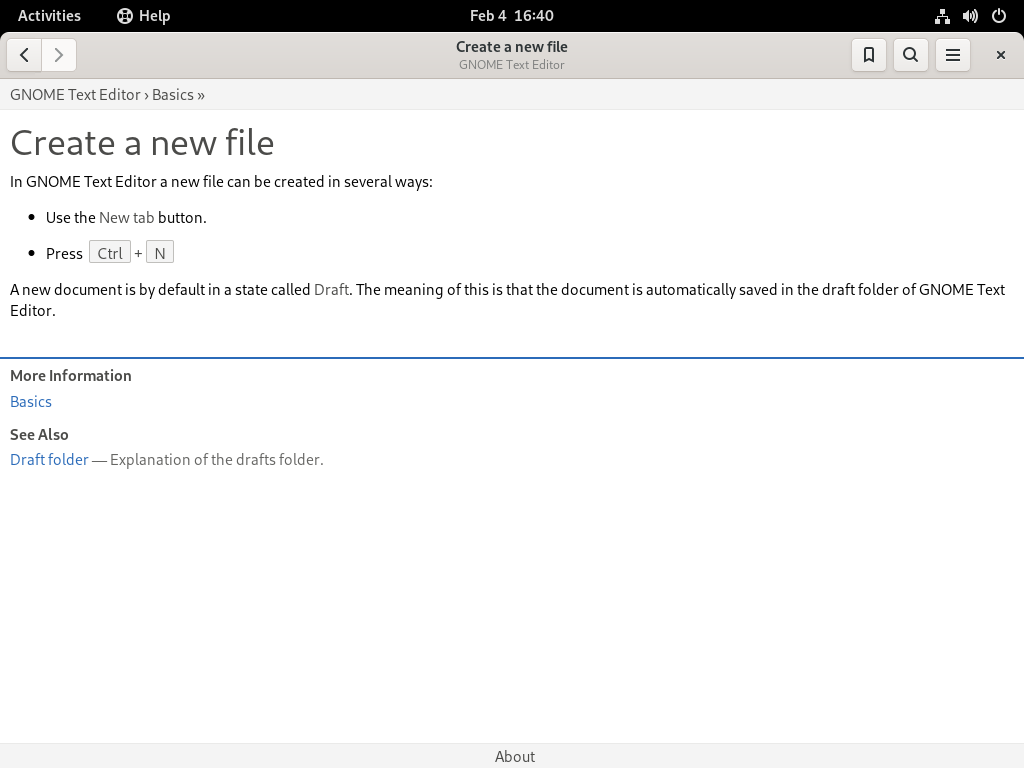 Activities Help Feb 4 16:40
Create a new file
GNOME Text Editor
GNOME Text Editor › Basics »
Create a new file
In GNOME Text Editor a new file can be created in several ways:
• Use the New tab button.
• Press Ctrl + N
A new document is by default in a state called Draft. The meaning of this is that the document is automatically saved in the draft folder of GNOME Text
Editor.
More Information
Basics
See Also
Draft folder — Explanation of the drafts folder.
About